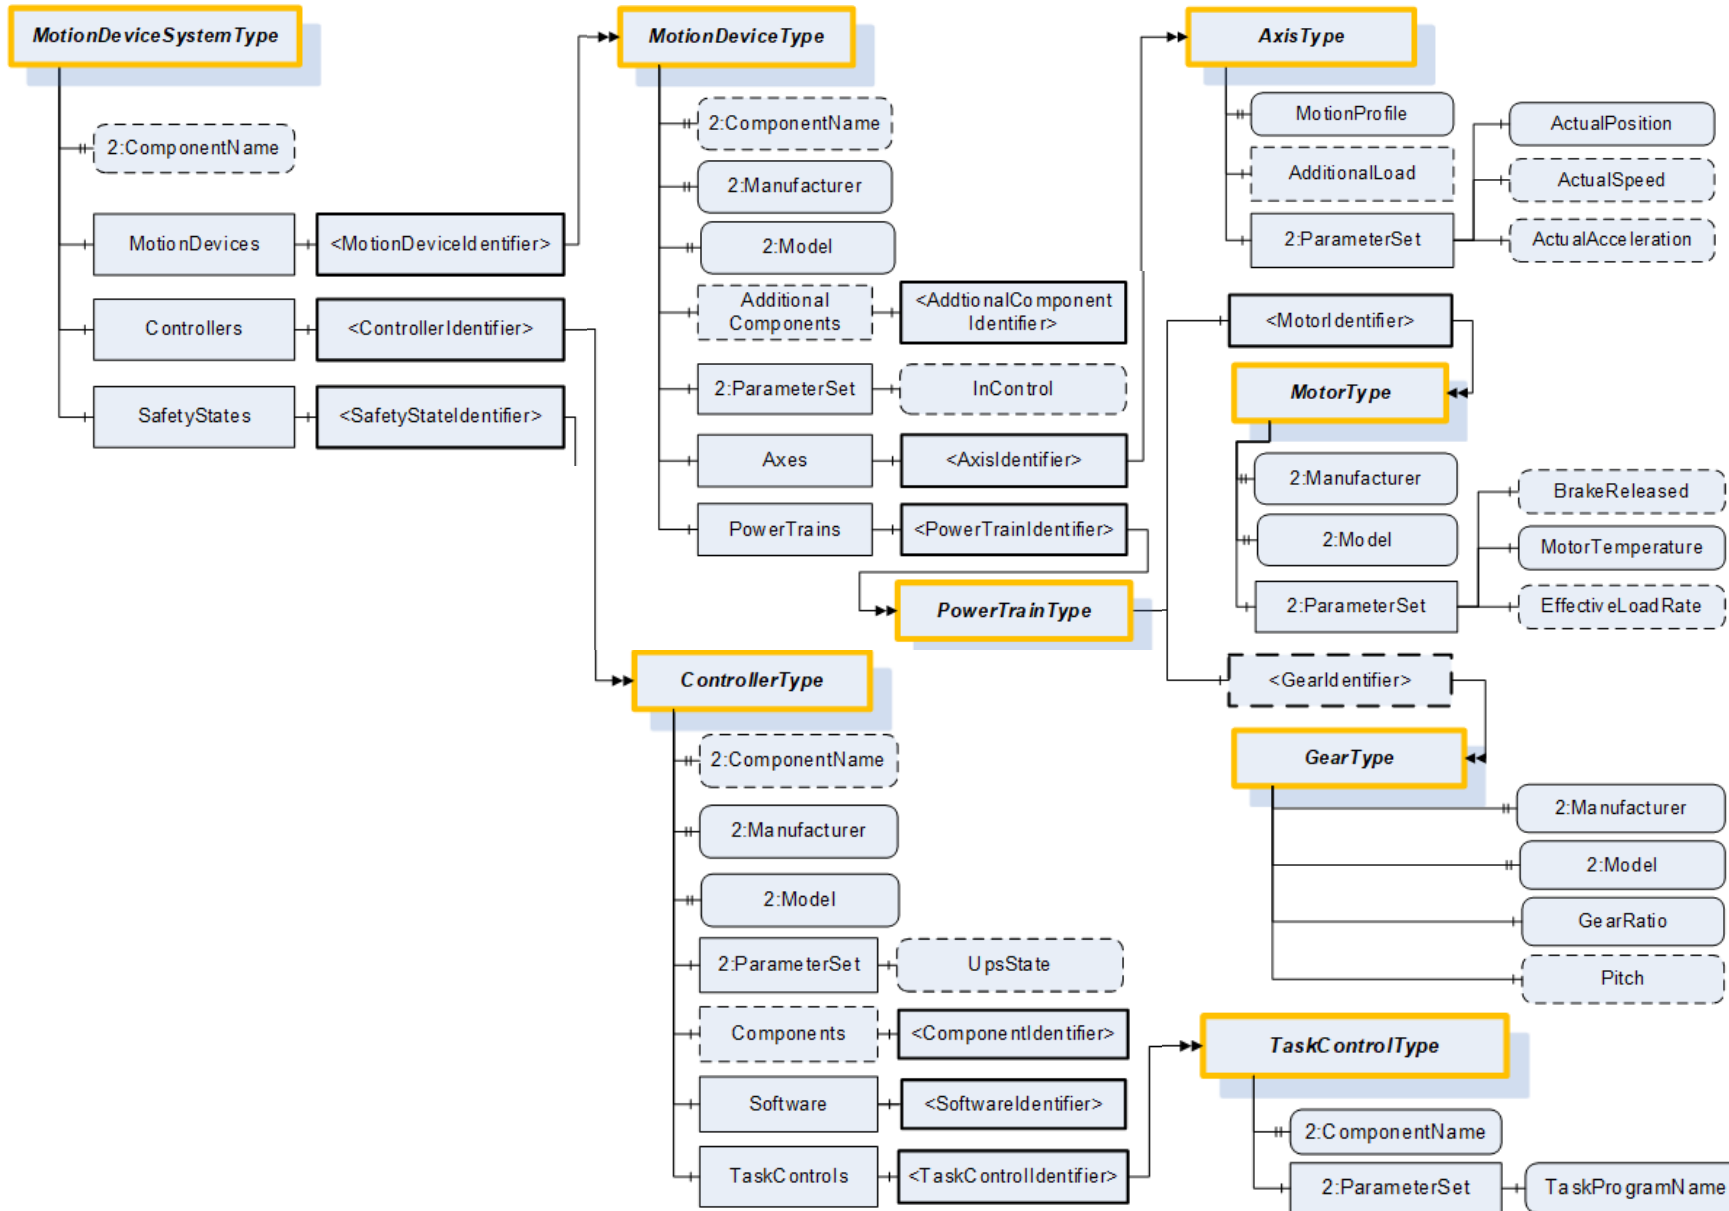 MotionDeviceSystemType
2:ComponentName
MotionDevices
<MotionDeviceIdentifier>
Controllers
<ControllerIdentifier>
SafetyStates
<SafetyStateIdentifier>
MotionDeviceType
2:ComponentName
2:Manufacturer
2:Model
Additional
Components
<AddtionalComponent
Identifier>
2:ParameterSet
InControl
Axes
<AxisIdentifier>
PowerTrains
<PowerTrainIdentifier>
AxisType
MotionProfile
AdditionalLoad
2:ParameterSet
ActualPosition
ActualSpeed
ActualAcceleration
PowerTrainType
<MotorIdentifier>
MotorType
2:Manufacturer
2:Model
2:ParameterSet
BrakeReleased
MotorTemperature
EffectiveLoadRate
<GearIdentifier>
GearType
2:Manufacturer
2:Model
GearRatio
Pitch
ControllerType
2:ComponentName
2:Manufacturer
2:Model
2:ParameterSet
UpsState
Components
<ComponentIdentifier>
Software
<SoftwareIdentifier>
TaskControls
<TaskControlIdentifier>
TaskControlType
2:ComponentName
2:ParameterSet
TaskProgramName